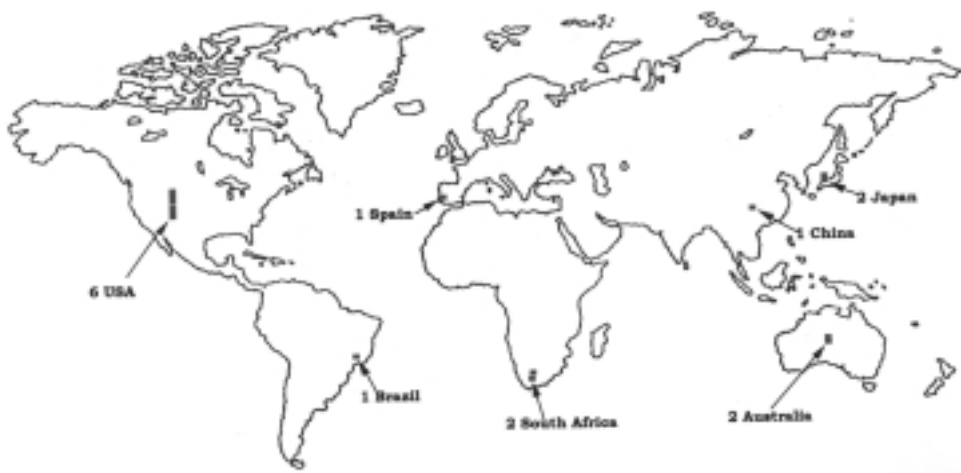 1 Spain
2 Japan
1 China
6 USA
1 Brazil
2 South Africa
2 Australia